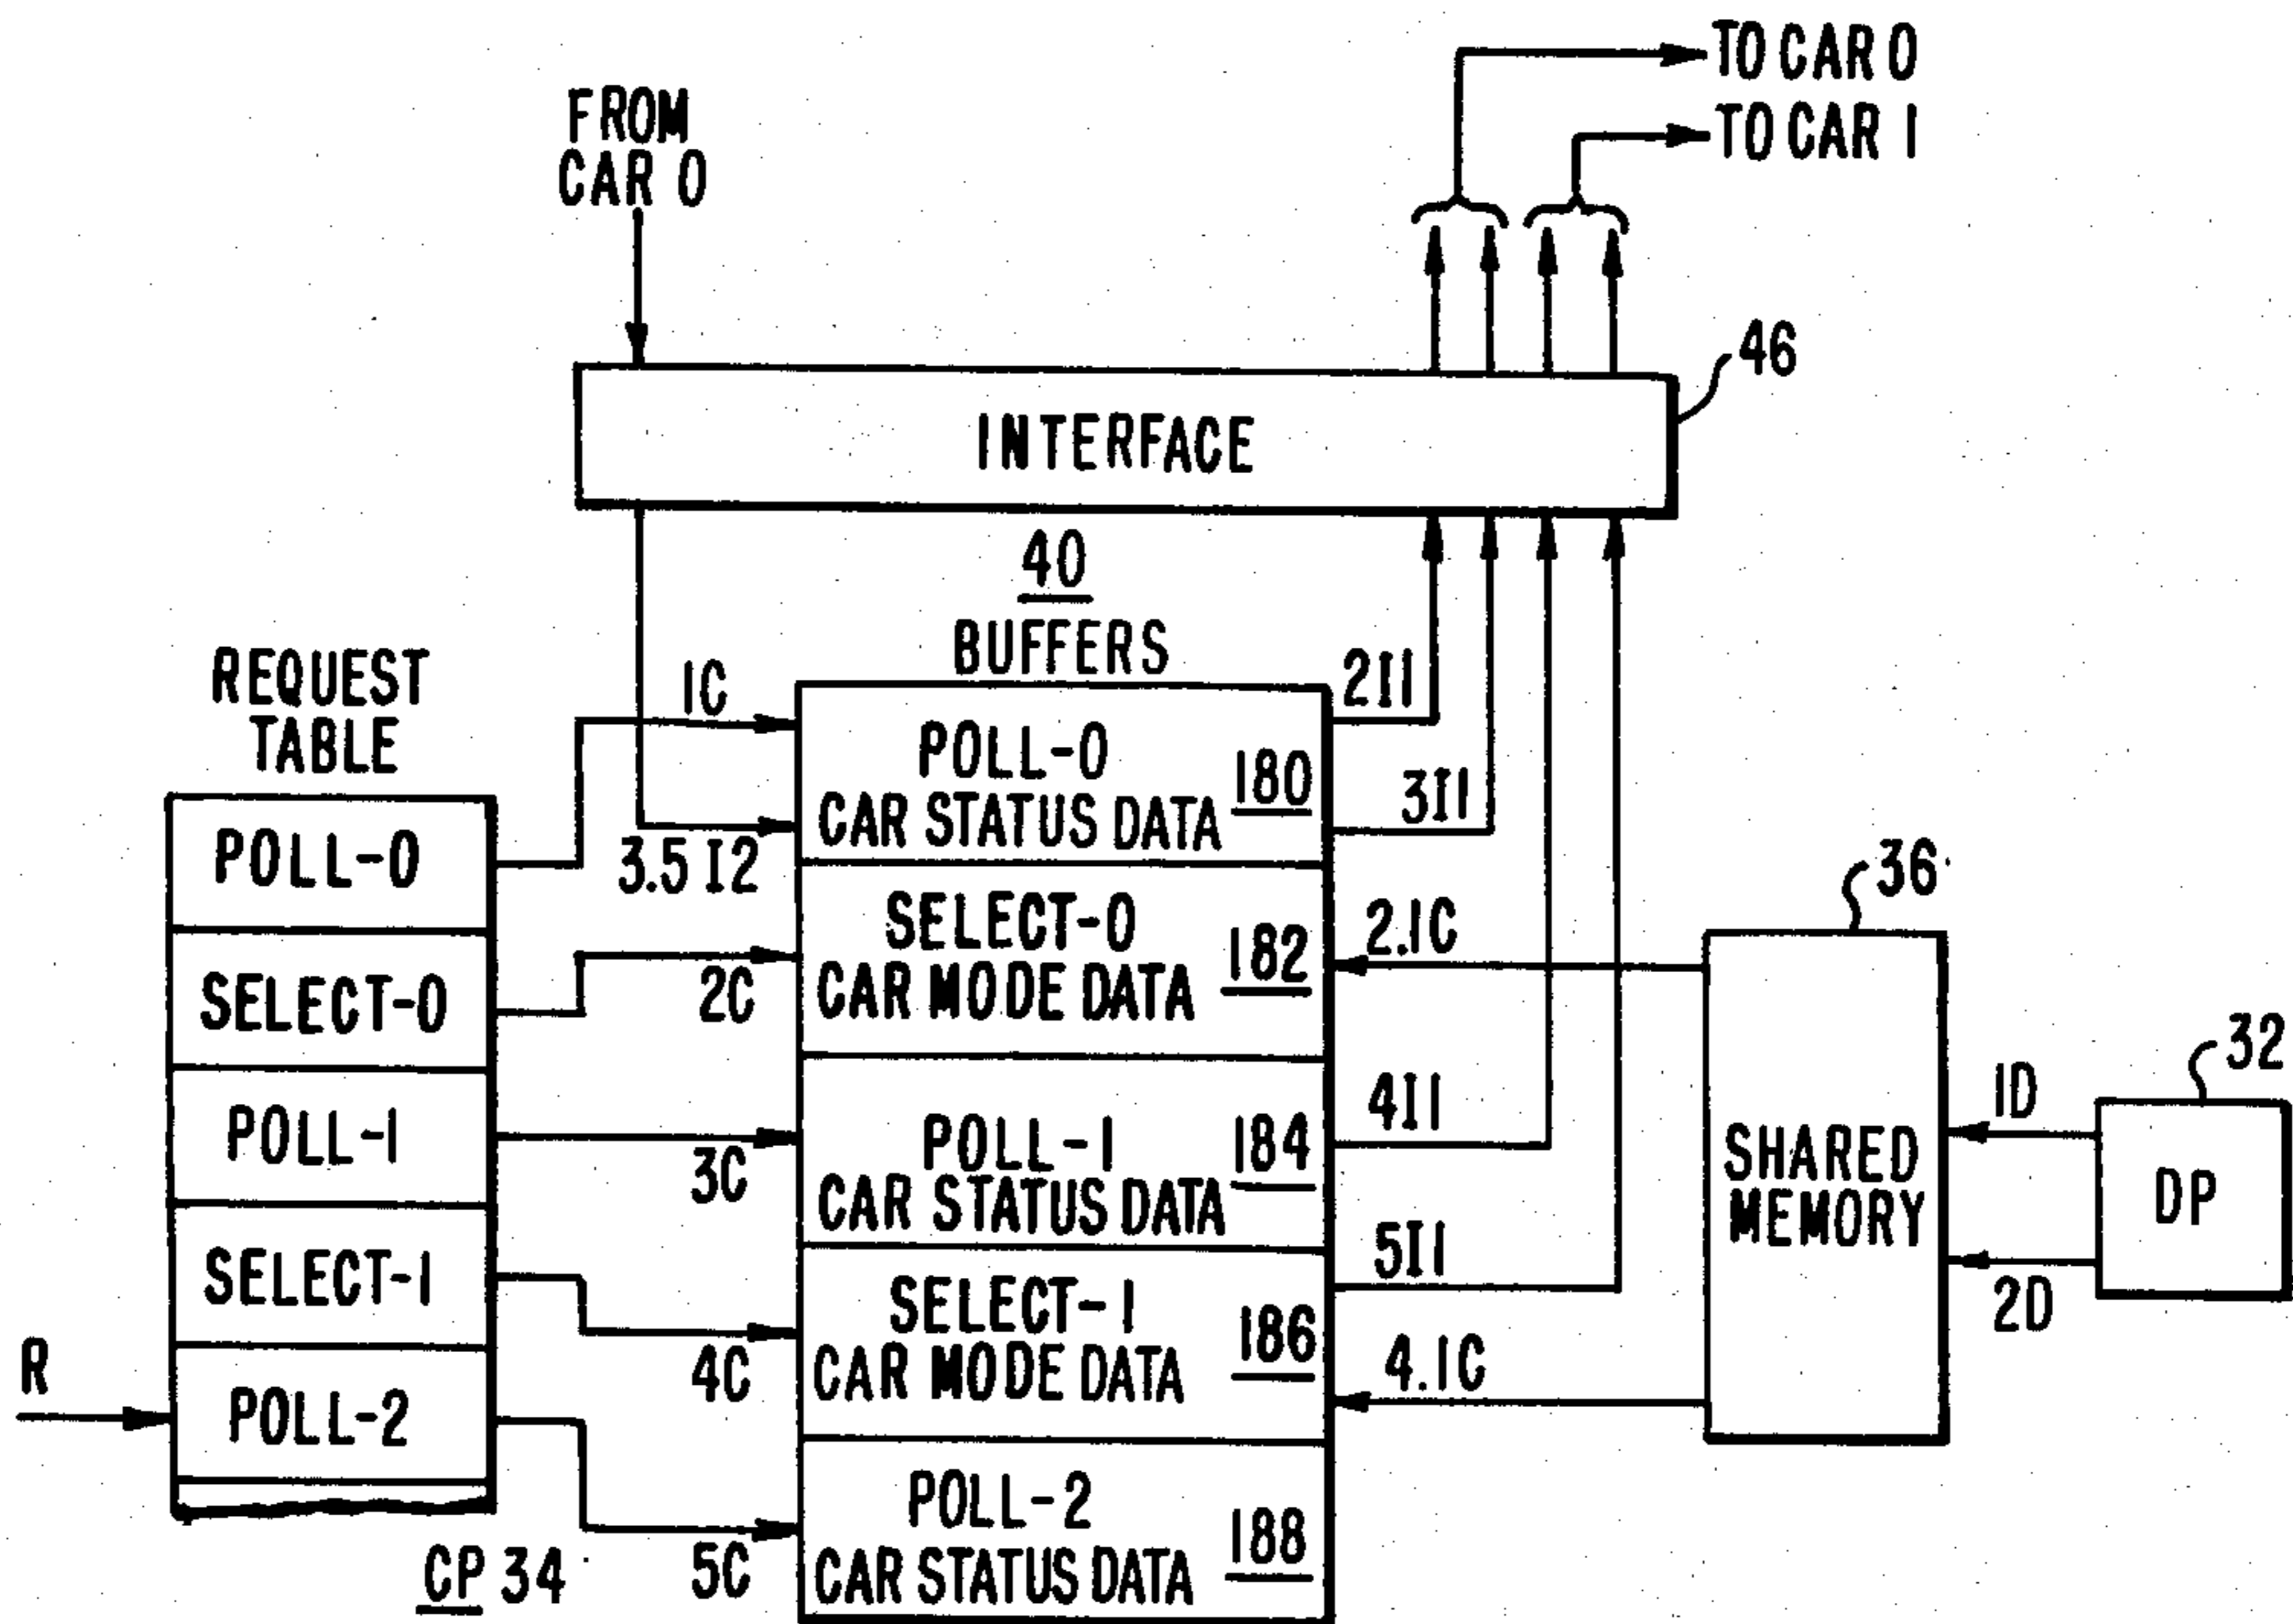 TO CAR 0
TO CAR 1
FROM
CAR 0
46
INTERFACE
40
BUFFERS
REQUEST
TABLE
1C
2I1
POLL-0
CAR STATUS DATA
180
3I1
3.5 I2
POLL-0
36
SELECT-0
CAR MODE DATA
182
2.1C
SELECT-0
2C
32
1D
4I1
POLL-1
POLL-1
CAR STATUS DATA
184
3C
SHARED
MEMORY
DP
5I1
SELECT-1
SELECT-1
CAR MODE DATA
186
2D
4.1C
4C
R
POLL-2
POLL-2
CAR STATUS DATA
188
5C
CP 34